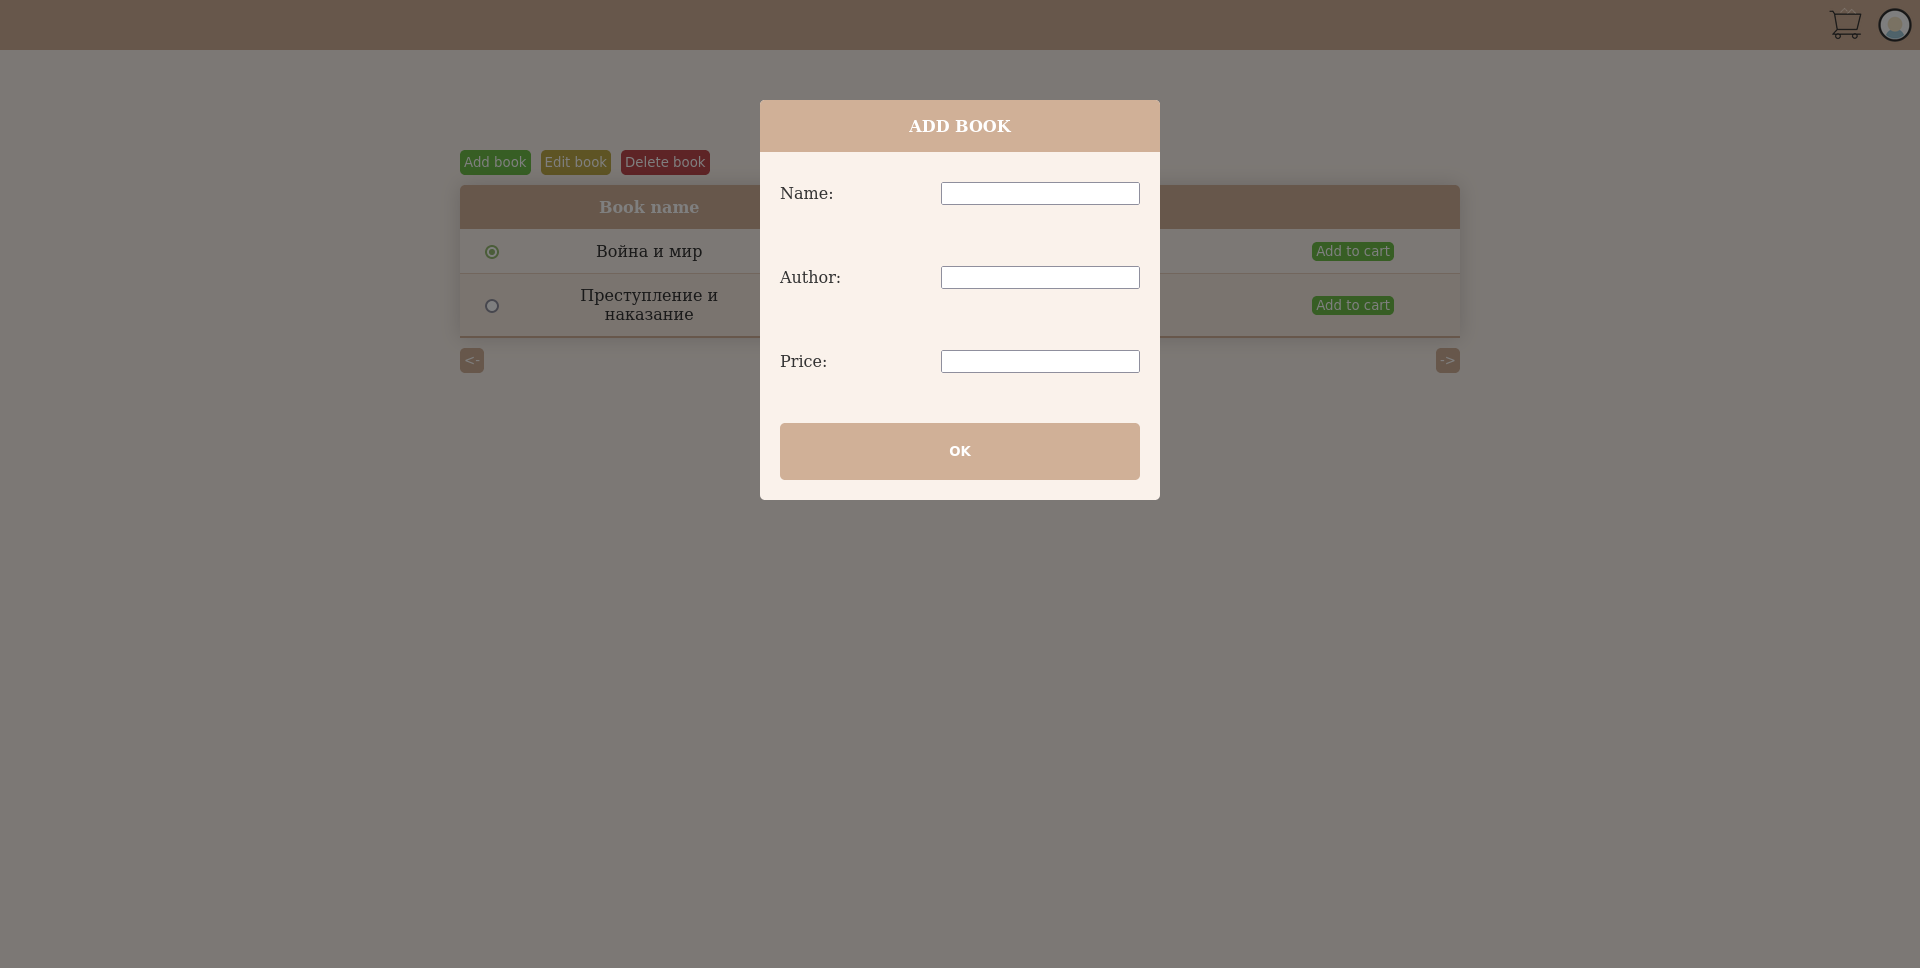 ADD BOOK
Name:
Author:
Price:
OK
Add book
Edit book
Delete book
Book name
Война и мир
Add to cart
Преступление и
наказание
Add to cart
<-
->